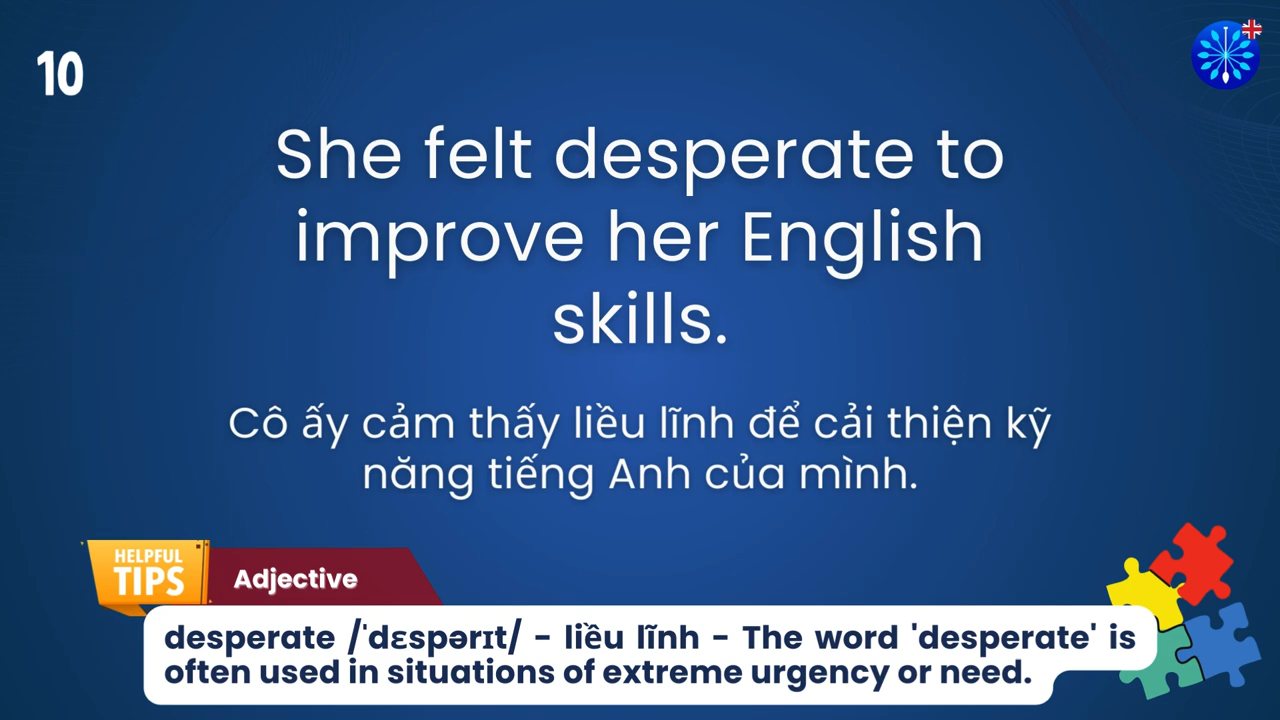 10
She felt desperate to
improve her English
skills.
Cô ấy cảm thấy liều lĩnh để cải thiện kỹ
năng tiếng Anh của mình.
HELPFUL
TIPS
Adjective
desperate /ˈdɛspərɪt/ - liều lĩnh - The word 'desperate' is
often used in situations of extreme urgency or need.